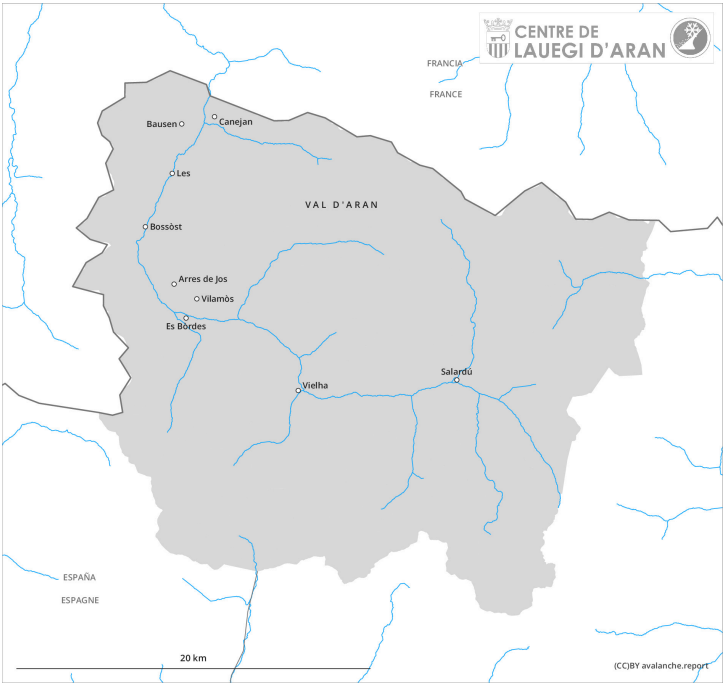 CENTRE DE
LAUEGI D'ARAN
FRANCIA
FRANCE
Bausen
Canejan
Les
VAL D'ARAN
Bossòst
Arres de Jos
Vilamòs
Es Bòrdes
Salardú
Vielha
ESPAÑA
ESPAGNE
20 km
(CC)BY avalanche.report